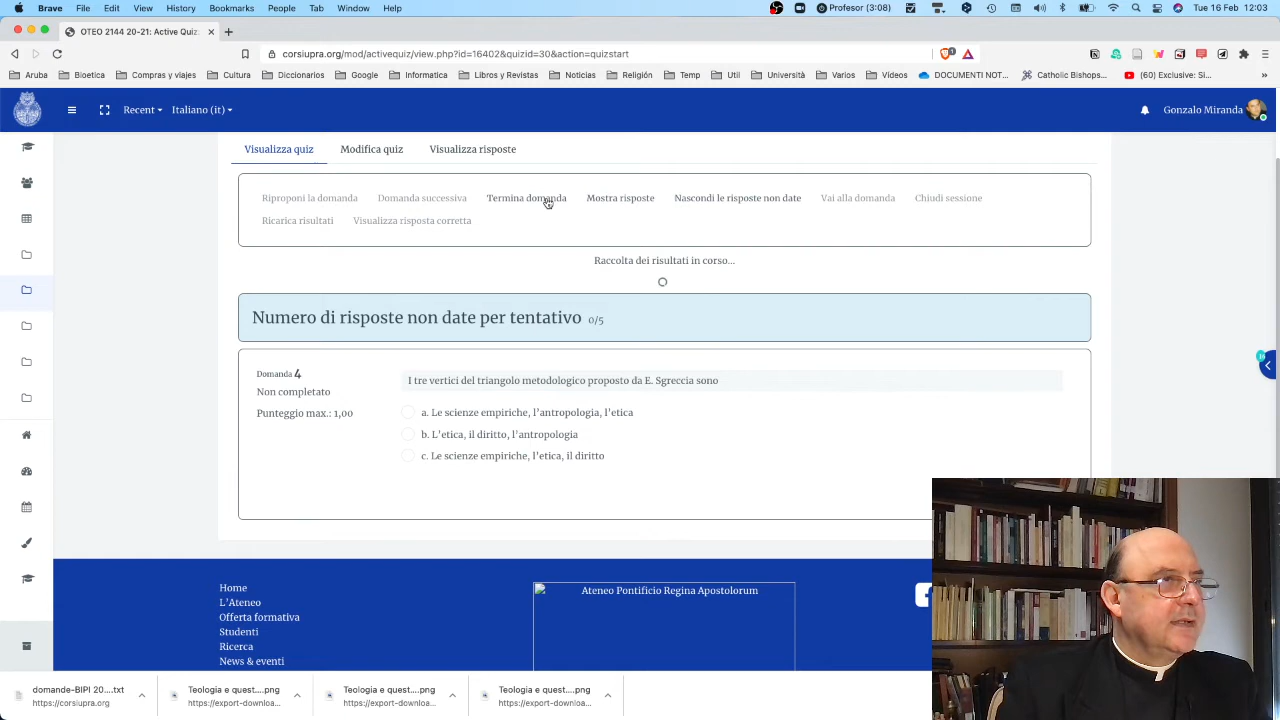 Brave File Edit View History Bookmarks People Tab Window Help
Profesor (3:08)
Tue 16 Feb 12:03
OTEO 2144 20-21: Active Quiz:
corsiupra.org/mod/activequiz/view.php?id=16402&quizid=30&action=quizstart
Aruba Bioetica Compras y viajes Cultura Diccionarios Google Informatica Libros y Revistas Noticias Religión Temp Util Università Varios Vídeos DOCUMENTI NOT... Catholic Bishops... (60) Exclusive: Si...
Recent Italiano (it)
Gonzalo Miranda
Visualizza quiz Modifica quiz Visualizza risposte
Riproponi la domanda Domanda successiva Termina domanda Mostra risposte Nascondi le risposte non date Vai alla domanda Chiudi sessione
Ricarica risultati Visualizza risposta corretta
Raccolta dei risultati in corso...
Numero di risposte non date per tentativo 0/5
Domanda 4
Non completato
Punteggio max.: 1,00
I tre vertici del triangolo metodologico proposto da E. Sgreccia sono
a. Le scienze empiriche, l’antropologia, l’etica
b. L’etica, il diritto, l’antropologia
c. Le scienze empiriche, l’etica, il diritto
Home
L’Ateneo
Offerta formativa
Studenti
Ricerca
News & eventi
Ateneo Pontificio Regina Apostolorum
domande-BIPI 20....txt
https://corsiupra.org
Teologia e quest....png
https://export-downloa...
Teologia e quest....png
https://export-downloa...
Teologia e quest....png
https://export-downloa...